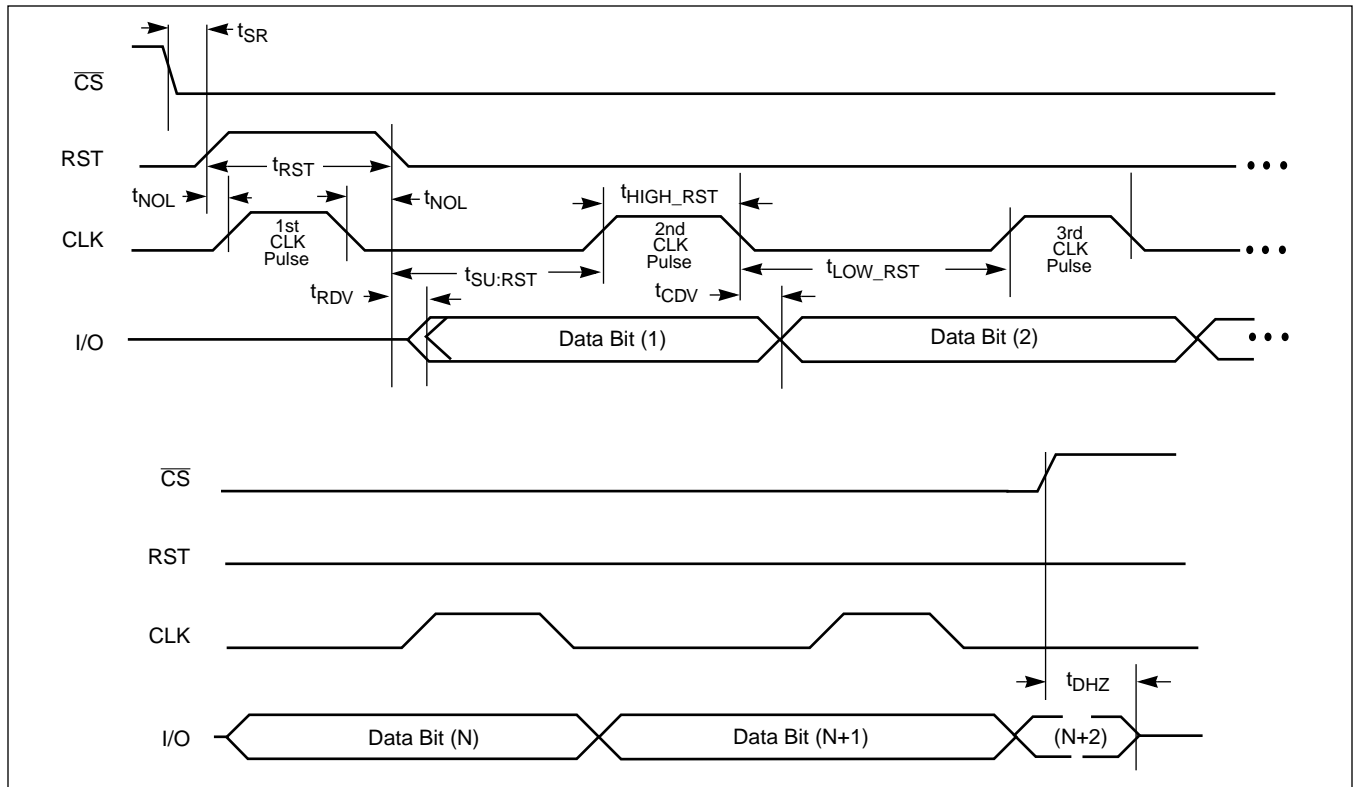 tSR
CS
RST
tRST
tNOL
tNOL
tHIGH_RST
CLK
1st
CLK
Pulse
2nd
CLK
Pulse
3rd
CLK
Pulse
• • •
• • •
tSU:RST
tLOW_RST
tRDV
tCDV
I/O
Data Bit (1)
Data Bit (2)
• • •
CS
RST
CLK
tDHZ
I/O
Data Bit (N)
Data Bit (N+1)
(N+2)